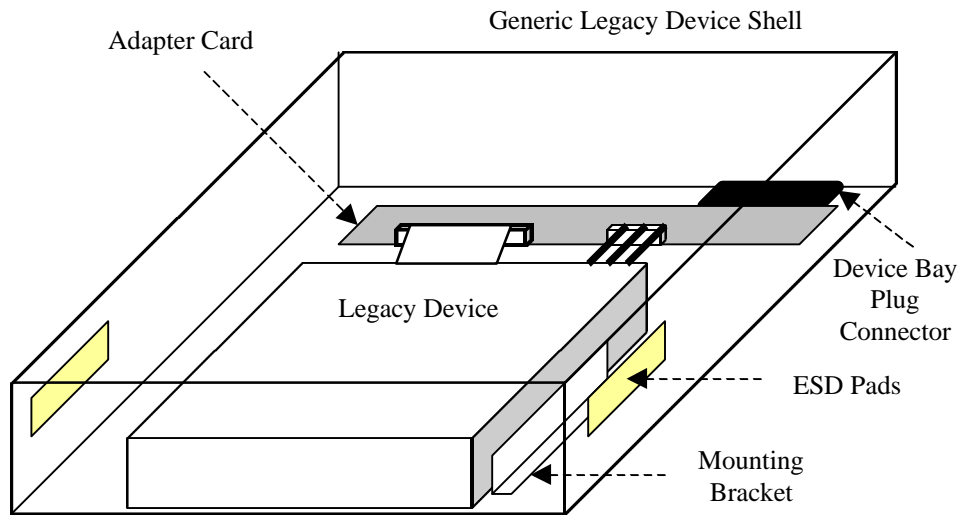 Generic Legacy Device Shell
Adapter Card
Legacy Device
Device Bay
Plug
Connector
ESD Pads
Mounting
Bracket